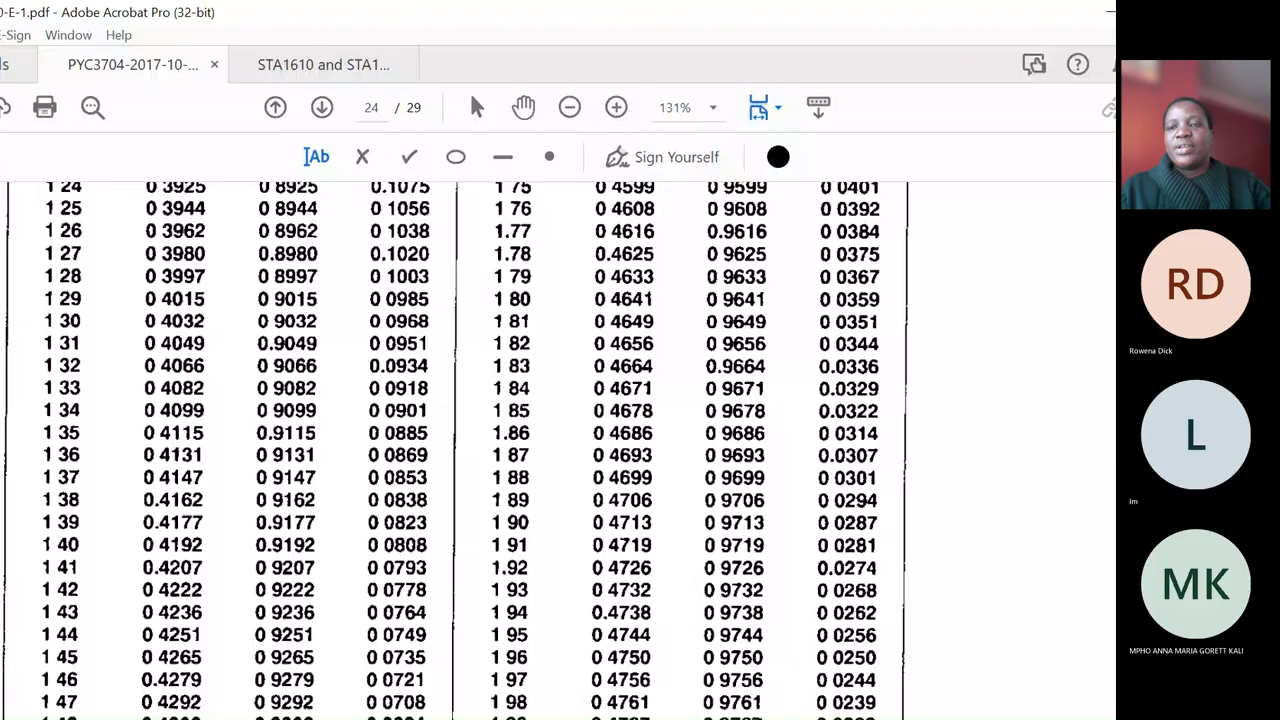 0-E-1.pdf - Adobe Acrobat Pro (32-bit)
E-Sign Window Help
ls PYC3704-2017-10-... × STA1610 and STA1...
24 / 29 131%
Ab Sign Yourself
1 24 0 3925 0 8925 0.1075 1 75 0 4599 0 9599 0 0401
1 25 0 3944 0 8944 0 1056 1 76 0 4608 0 9608 0 0392
1 26 0 3962 0 8962 0 1038 1.77 0 4616 0.9616 0 0384
1 27 0 3980 0.8980 0.1020 1.78 0.4625 0 9625 0 0375
1 28 0 3997 0 8997 0 1003 1 79 0 4633 0 9633 0 0367
1 29 0 4015 0 9015 0 0985 1 80 0 4641 0 9641 0 0359
1 30 0 4032 0 9032 0 0968 1 81 0 4649 0 9649 0 0351
1 31 0 4049 0.9049 0 0951 1 82 0 4656 0 9656 0 0344
1 32 0 4066 0 9066 0.0934 1 83 0 4664 0.9664 0.0336
1 33 0 4082 0 9082 0 0918 1 84 0 4671 0 9671 0.0329
1 34 0 4099 0 9099 0 0901 1 85 0 4678 0 9678 0.0322
1 35 0 4115 0.9115 0 0885 1.86 0 4686 0 9686 0.0314
1 36 0 4131 0 9131 0 0869 1 87 0 4693 0 9693 0.0307
1 37 0 4147 0 9147 0 0853 1 88 0 4699 0 9699 0 0301
1 38 0.4162 0 9162 0 0838 1 89 0 4706 0 9706 0 0294
1 39 0.4177 0.9177 0 0823 1 90 0 4713 0 9713 0 0287
1 40 0 4192 0.9192 0 0808 1 91 0 4719 0 9719 0 0281
1 41 0.4207 0 9207 0 0793 1.92 0 4726 0 9726 0.0274
1 42 0 4222 0 9222 0 0778 1 93 0 4732 0 9732 0 0268
1 43 0 4236 0 9236 0 0764 1 94 0.4738 0 9738 0 0262
1 44 0 4251 0 9251 0 0749 1 95 0 4744 0 9744 0 0256
1 45 0 4265 0 9265 0 0735 1 96 0 4750 0 9750 0 0250
1 46 0.4279 0 9279 0 0721 1 97 0 4756 0 9756 0 0244
1 47 0 4292 0 9292 0 0708 1 98 0 4761 0 9761 0 0239
RD
Rowena Dick
L
lm
MK
MPHO ANNA MARIA GORETT KALI